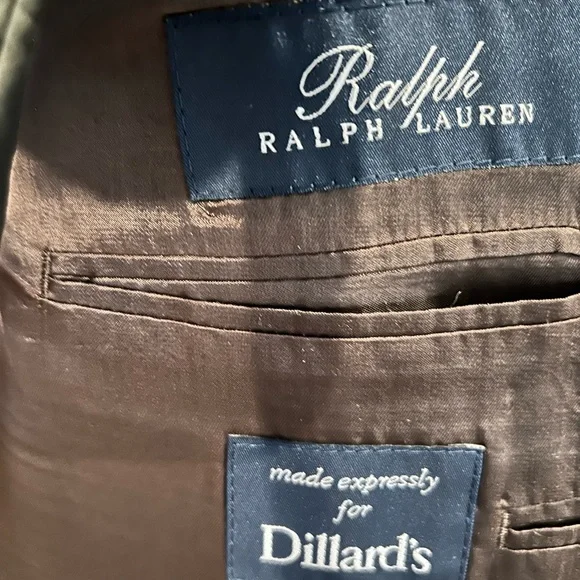 Ralph
RALPH LAUREN
made expressly
for
Dillard's